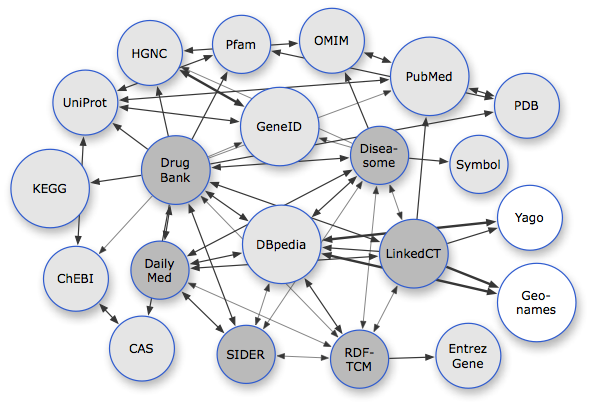 OMIM
Pfam
HGNC
PubMed
UniProt
PDB
GeneID
Disea-
some
Drug
Bank
Symbol
KEGG
Yago
DBpedia
LinkedCT
Daily
Med
ChEBI
Geo-
names
CAS
SIDER
RDF-
TCM
Entrez
Gene